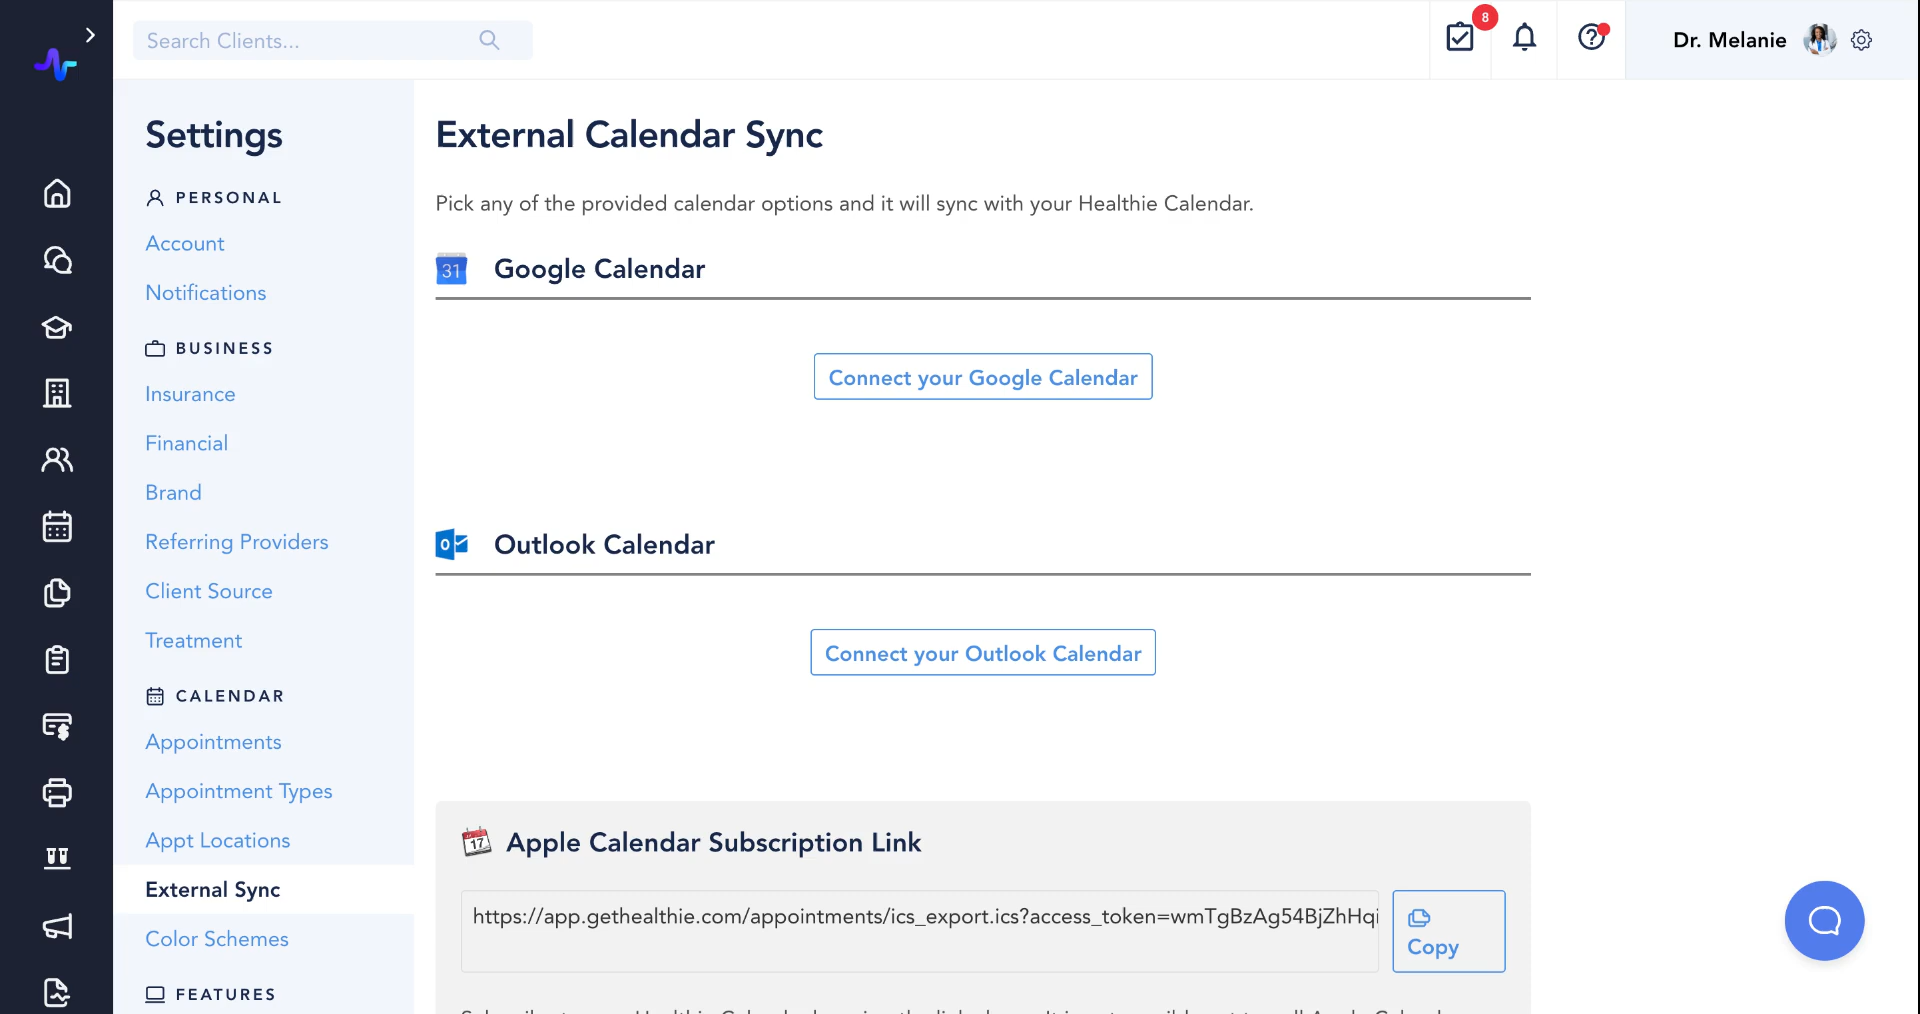 Search Clients...
8
Dr. Melanie
Settings
PERSONAL
Account
Notifications
BUSINESS
Insurance
Financial
Brand
Referring Providers
Client Source
Treatment
CALENDAR
Appointments
Appointment Types
Appt Locations
External Sync
Color Schemes
FEATURES
External Calendar Sync
Pick any of the provided calendar options and it will sync with your Healthie Calendar.
31
Google Calendar
Connect your Google Calendar
Outlook Calendar
Connect your Outlook Calendar
17
Apple Calendar Subscription Link
https://app.gethealthie.com/appointments/ics_export.ics?access_token=wmTgBzAg54BjZhHqi
Copy